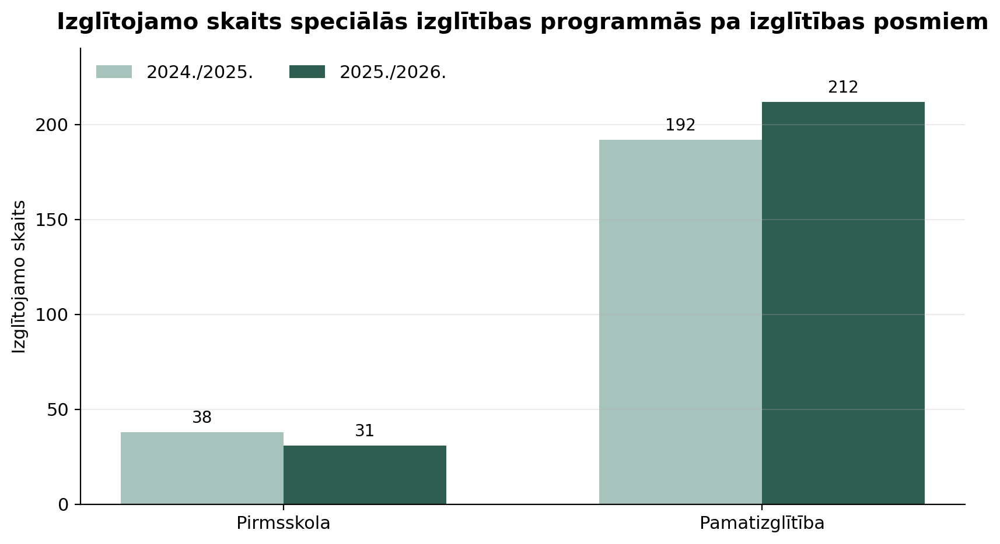 Izglītojamo skaits speciālās izglītības programmās pa izglītības posmiem
2024./2025.
2025./2026.
Izglītojamo skaits
200
150
100
50
0
38
31
192
212
Pirmsskola
Pamatizglītība